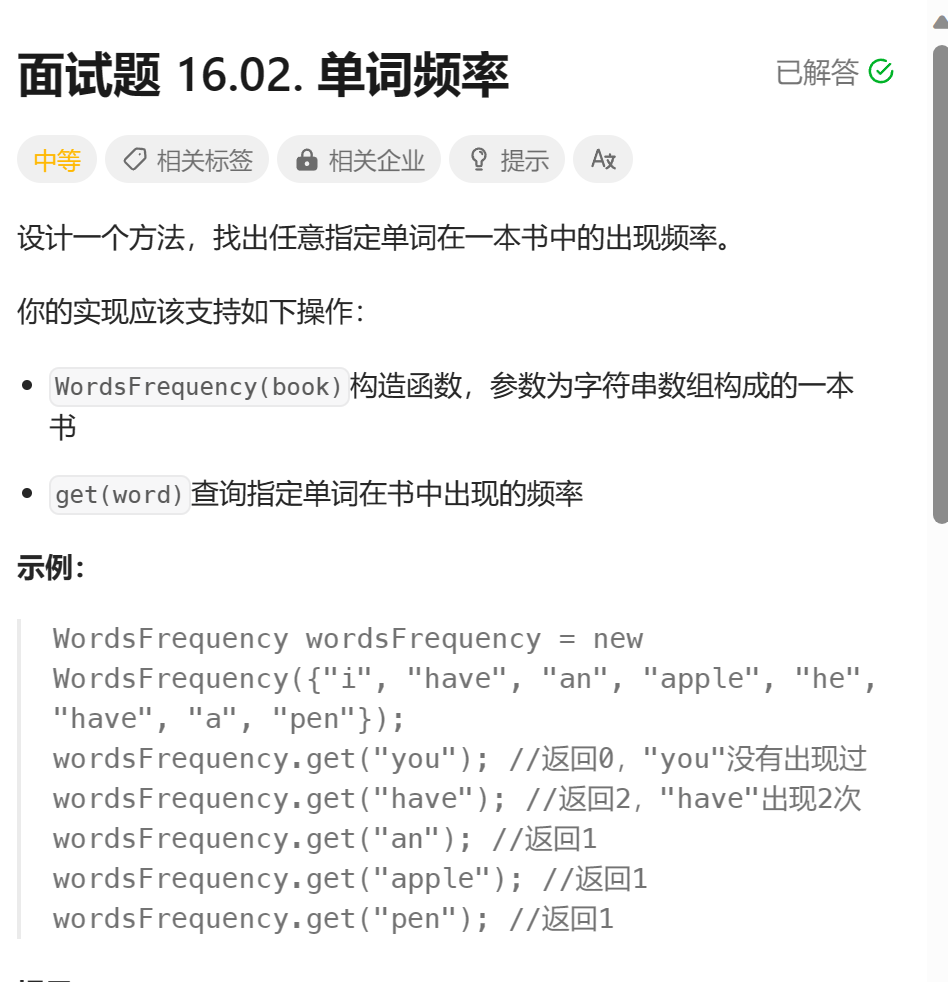 面试题 16.02. 单词频率
已解答
中等
相关标签
相关企业
提示
设计一个方法，找出任意指定单词在一本书中的出现频率。
你的实现应该支持如下操作：
WordsFrequency(book)构造函数，参数为字符串数组构成的一本
书
get(word)查询指定单词在书中出现的频率
示例：
WordsFrequency wordsFrequency = new
WordsFrequency({"i", "have", "an", "apple", "he",
"have", "a", "pen"});
wordsFrequency.get("you"); //返回0，"you"没有出现过
wordsFrequency.get("have"); //返回2，"have"出现2次
wordsFrequency.get("an"); //返回1
wordsFrequency.get("apple"); //返回1
wordsFrequency.get("pen"); //返回1